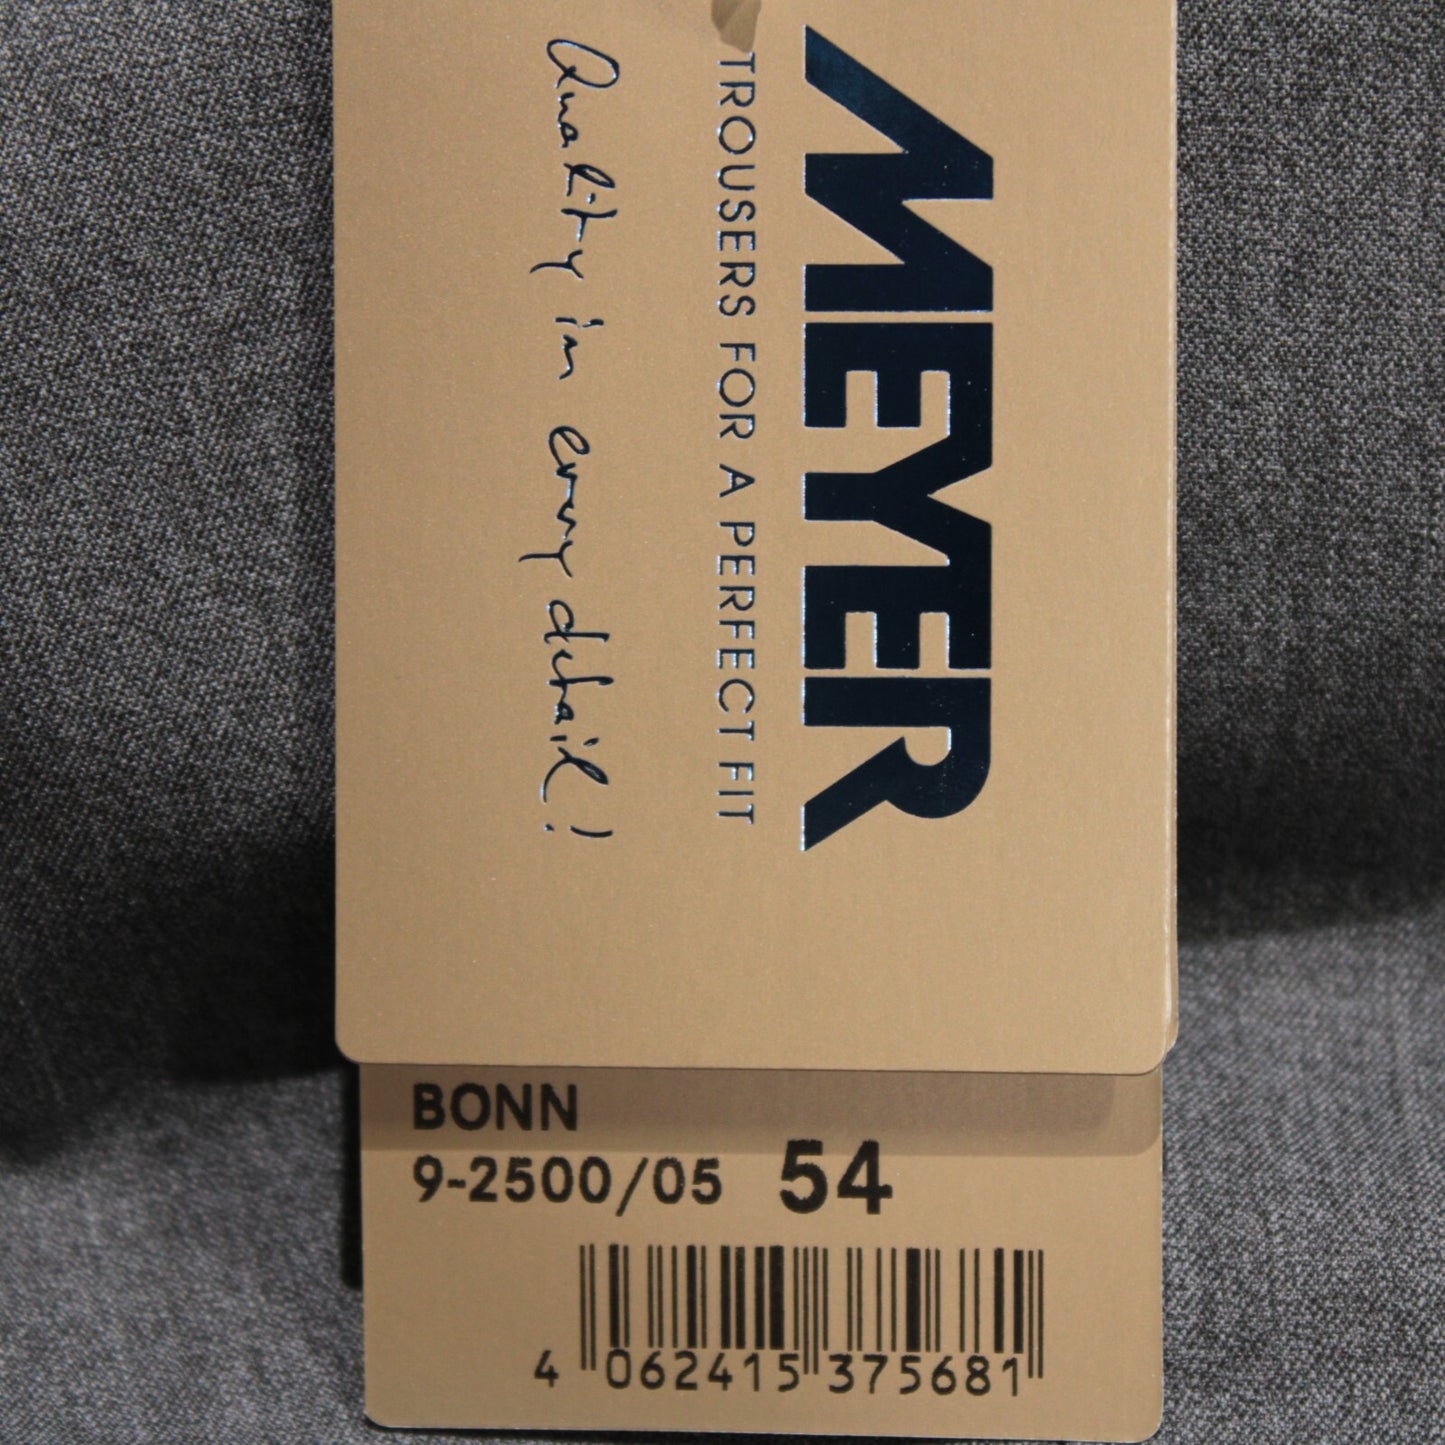 MEYER
TROUSERS FOR A PERFECT FIT
Quality in every detail!
BONN
9-2500/05 54
4 062415 375681